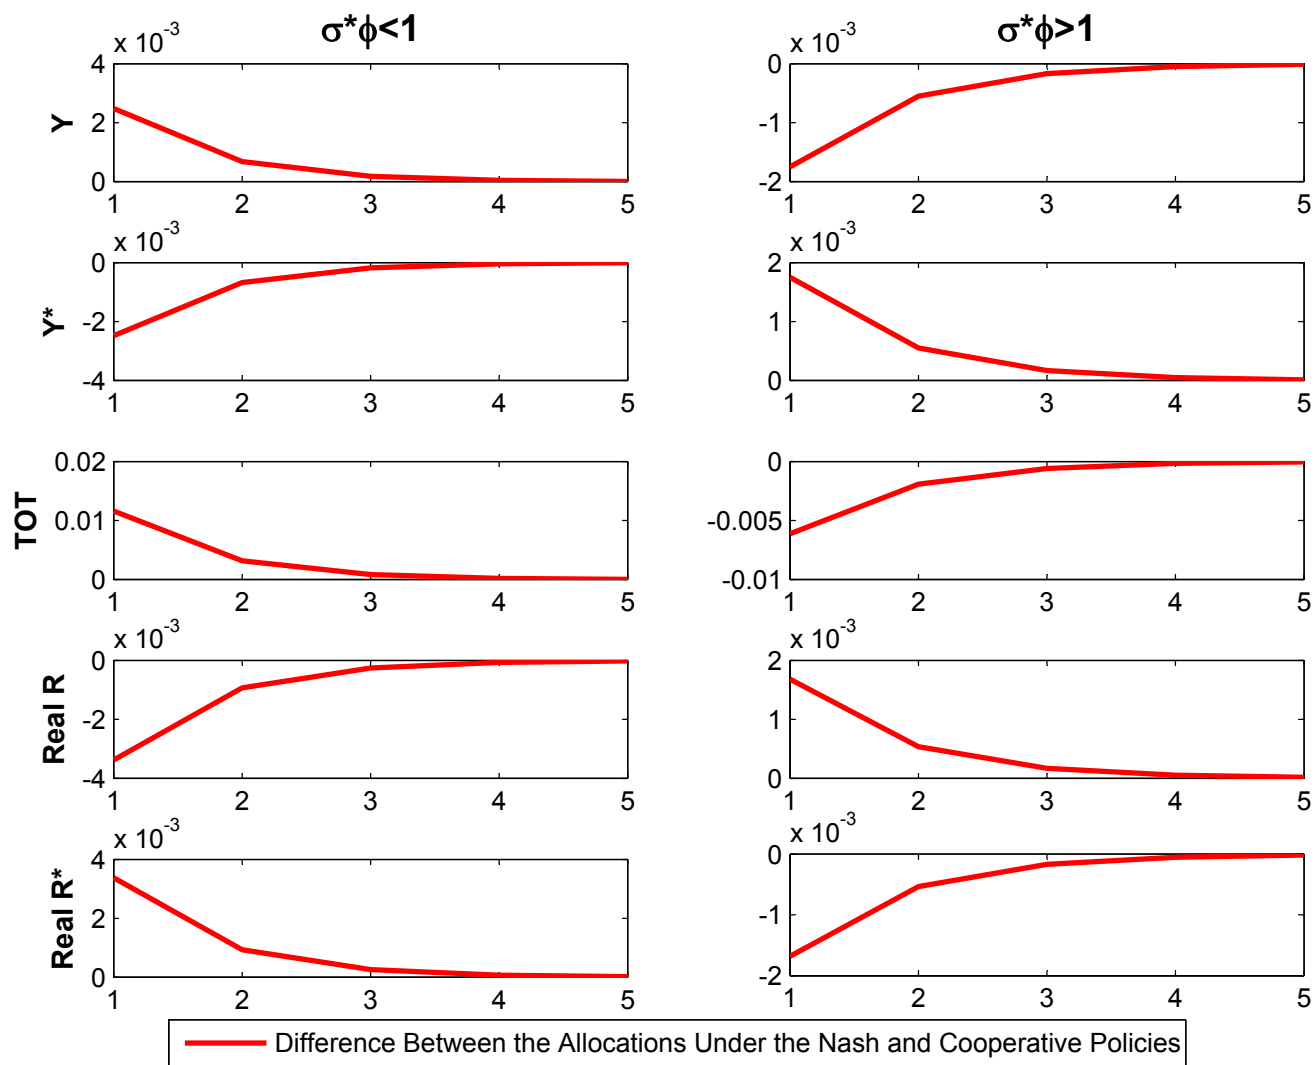 σ*ϕ<1
σ*ϕ>1
x 10⁻³
x 10⁻³
Y
4
2
0
1 2 3 4 5
0
-1
-2
1 2 3 4 5
x 10⁻³
x 10⁻³
Y*
0
-2
-4
1 2 3 4 5
2
1
0
1 2 3 4 5
TOT
0.02
0.01
0
1 2 3 4 5
0
-0.005
-0.01
1 2 3 4 5
x 10⁻³
Real R
0
-2
-4
1 2 3 4 5
2
1
0
1 2 3 4 5
x 10⁻³
x 10⁻³
Real R*
4
2
0
1 2 3 4 5
0
-1
-2
1 2 3 4 5
Difference Between the Allocations Under the Nash and Cooperative Policies